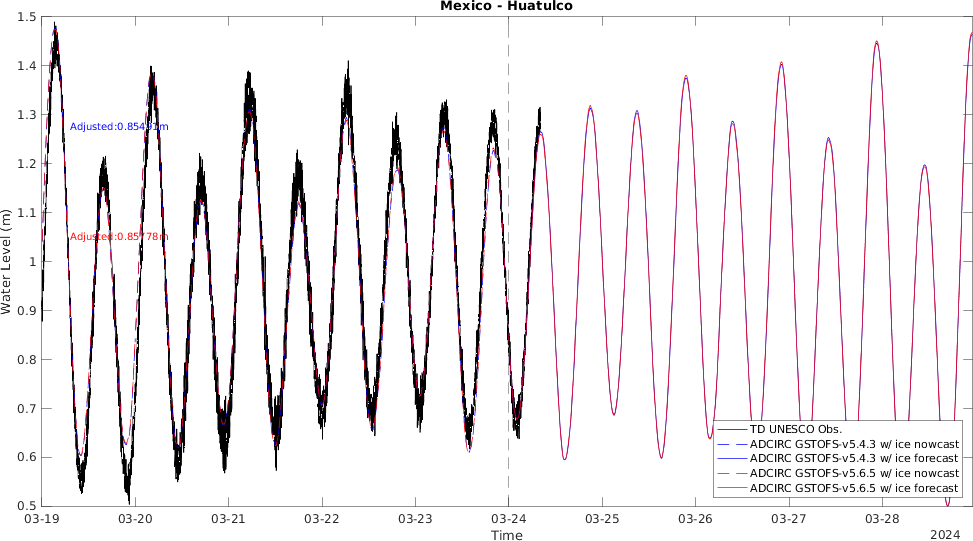 Mexico - Huatulco
Water Level (m)
1.5
1.4
1.3
1.2
1.1
1
0.9
0.8
0.7
0.6
0.5
Adjusted:0.85491m
Adjusted:0.85778m
TD UNESCO Obs.
ADCIRC GSTOFS-v5.4.3 w/ ice nowcast
ADCIRC GSTOFS-v5.4.3 w/ ice forecast
ADCIRC GSTOFS-v5.6.5 w/ ice nowcast
ADCIRC GSTOFS-v5.6.5 w/ ice forecast
03-19 03-20 03-21 03-22 03-23 03-24 03-25 03-26 03-27 03-28
Time
2024